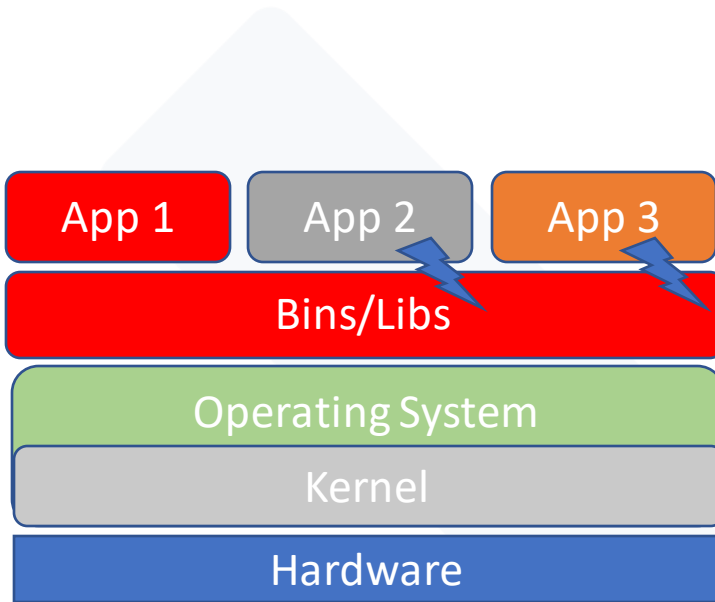 App 1
App 2
App 3
Bins/Libs
Operating System
Kernel
Hardware